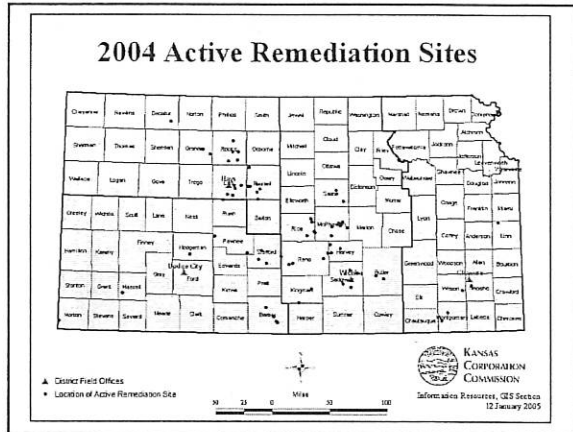 2004 Active Remediation Sites
Cheyenne Rawlins Decatur Norton Phillips Smith Jewell Republic Washington Marshall Nemaha Brown
Atchison
Sherman Thomas Sheridan Graham Rooks Osborne Mitchell Cloud Clay Riley Pottawatomie Jackson Jefferson Leavenworth
Wallace Logan Gove Trego Hays Russell Lincoln Ottawa Dickinson Geary Wabaunsee Shawnee Douglas Johnson
Ellsworth Saline Morris Osage Franklin Miami
Greeley Wichita Scott Lane Ness Rush Barton Rice McPherson Marion Chase Lyon Coffey Anderson Linn
Hamilton Kearny Finney Hodgeman Pawnee Stafford Reno Harvey Greenwood Woodson Allen Bourbon
Dodge City
Gray Ford Edwards Pratt Wichita Butler Chanute
Stanton Grant Haskell Kiowa Kingman Sedgwick Elk Wilson Neosho Crawford
Morton Stevens Seward Meade Clark Comanche Barber Harper Sumner Cowley Chautauqua Montgomery Labette Cherokee
▲ District Field Offices
• Location of Active Remediation Site
Miles
50 25 0 50 100
KANSAS
CORPORATION
COMMISSION
Information Resources, GIS Section
12 January 2005